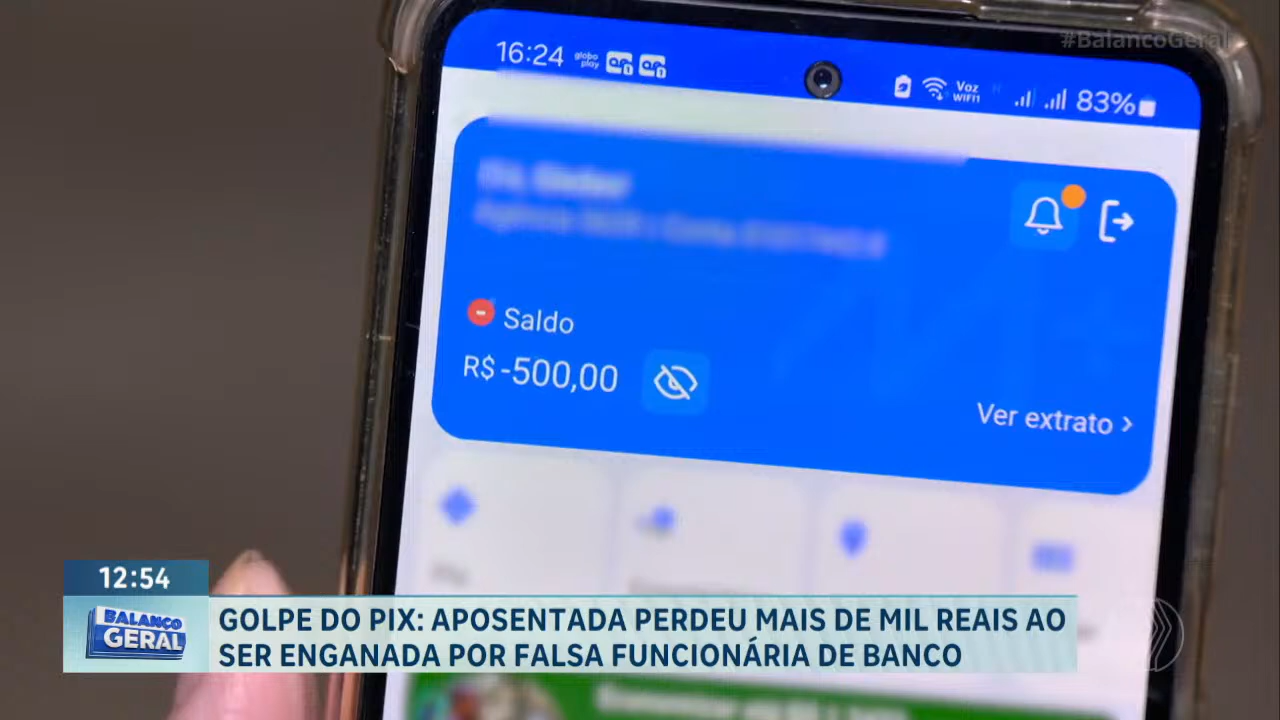 #BalancoGeral
16:24 globo play Voz WIFI1 83%
Saldo
R$ -500,00
Ver extrato >
12:54
BALANÇO GERAL
GOLPE DO PIX: APOSENTADA PERDEU MAIS DE MIL REAIS AO
SER ENGANADA POR FALSA FUNCIONÁRIA DE BANCO